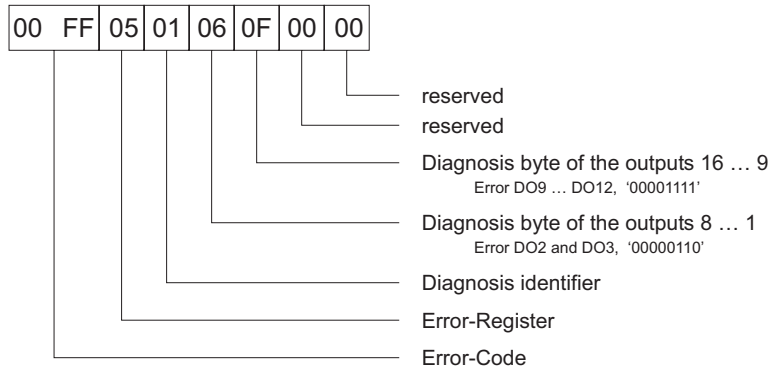 00 FF 05 01 06 0F 00 00
reserved
reserved
Diagnosis byte of the outputs 16 … 9
Error DO9 … DO12, ‘00001111’
Diagnosis byte of the outputs 8 … 1
Error DO2 and DO3, ‘00000110’
Diagnosis identifier
Error-Register
Error-Code